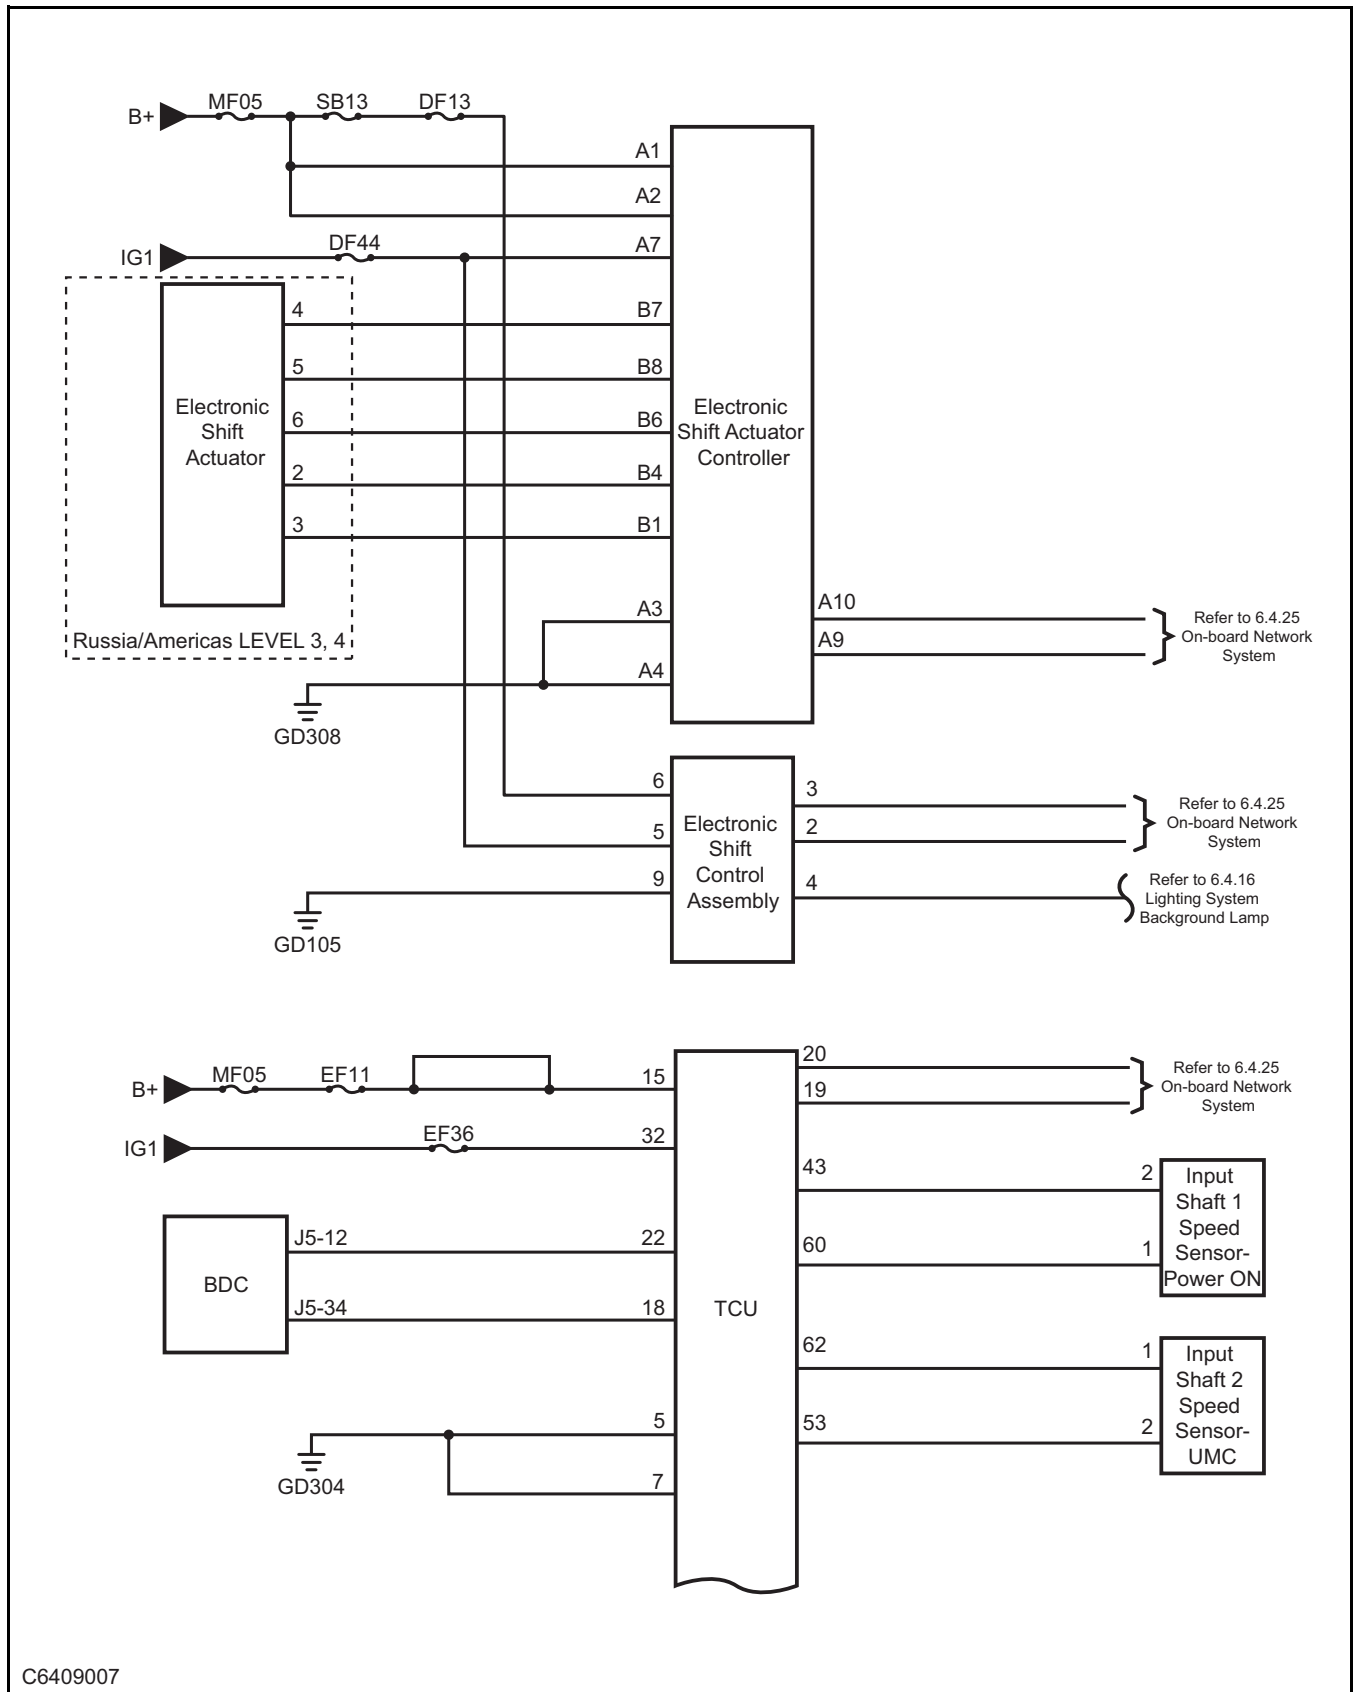 MF05 SB13 DF13
B+
A1
A2
DF44 A7
IG1
4 B7
5 B8
Electronic
Shift
Actuator
6 B6
2 B4
3 B1
Electronic
Shift Actuator
Controller
Russia/Americas LEVEL 3, 4
A3
A4
GD308
A10
A9
Refer to 6.4.25
On-board Network
System
6
5
9
Electronic
Shift
Control
Assembly
3
2
4
Refer to 6.4.25
On-board Network
System
Refer to 6.4.16
Lighting System
Background Lamp
GD105
MF05 EF11 15
B+
EF36 32
IG1
BDC
J5-12 22
J5-34 18
5
7
GD304
TCU
20
19
Refer to 6.4.25
On-board Network
System
43 2
60 1
Input
Shaft 1
Speed
Sensor-
Power ON
62 1
53 2
Input
Shaft 2
Speed
Sensor-
UMC
C6409007